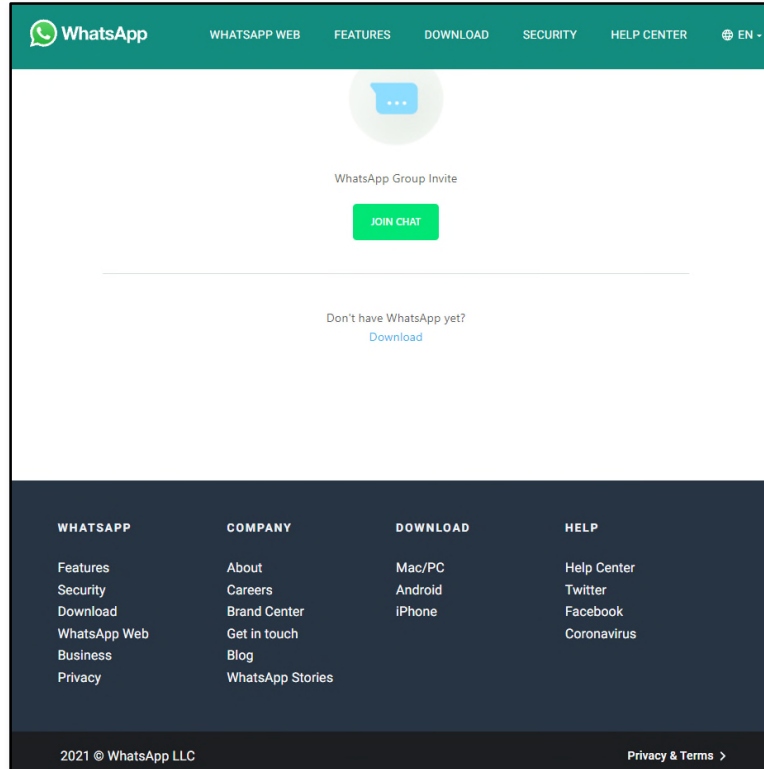 WhatsApp
WHATSAPP WEB FEATURES DOWNLOAD SECURITY HELP CENTER EN
WhatsApp Group Invite
JOIN CHAT
Don't have WhatsApp yet?
Download
WHATSAPP
Features
Security
Download
WhatsApp Web
Business
Privacy
COMPANY
About
Careers
Brand Center
Get in touch
Blog
WhatsApp Stories
DOWNLOAD
Mac/PC
Android
iPhone
HELP
Help Center
Twitter
Facebook
Coronavirus
2021 © WhatsApp LLC
Privacy & Terms >